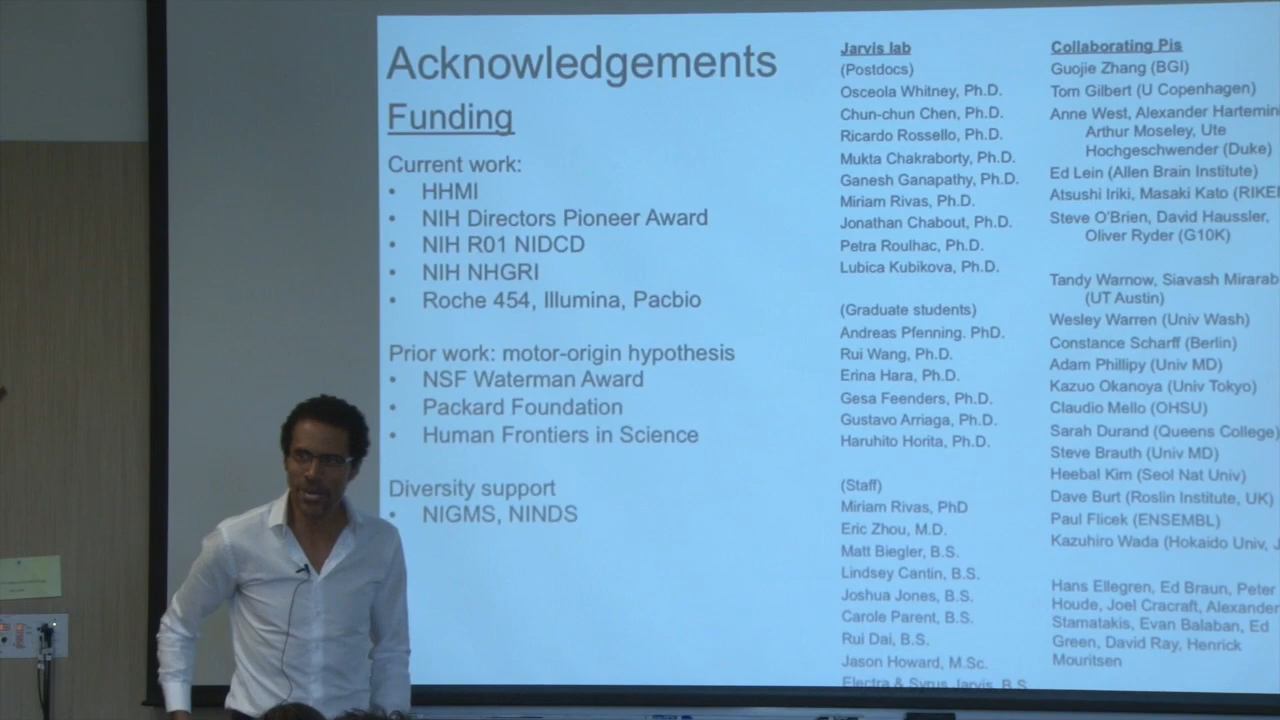 Acknowledgements
Funding
Current work:
• HHMI
• NIH Directors Pioneer Award
• NIH R01 NIDCD
• NIH NHGRI
• Roche 454, Illumina, Pacbio
Prior work: motor-origin hypothesis
• NSF Waterman Award
• Packard Foundation
• Human Frontiers in Science
Diversity support
• NIGMS, NINDS
Jarvis lab
(Postdocs)
Osceola Whitney, Ph.D.
Chun-chun Chen, Ph.D.
Ricardo Rossello, Ph.D.
Mukta Chakraborty, Ph.D.
Ganesh Ganapathy, Ph.D.
Miriam Rivas, Ph.D.
Jonathan Chabout, Ph.D.
Petra Roulhac, Ph.D.
Lubica Kubikova, Ph.D.
(Graduate students)
Andreas Pfenning. PhD.
Rui Wang, Ph.D.
Erina Hara, Ph.D.
Gesa Feenders, Ph.D.
Gustavo Arriaga, Ph.D.
Haruhito Horita, Ph.D.
(Staff)
Miriam Rivas, PhD
Eric Zhou, M.D.
Matt Biegler, B.S.
Lindsey Cantin, B.S.
Joshua Jones, B.S.
Carole Parent, B.S.
Rui Dai, B.S.
Jason Howard, M.Sc.
Electra & Syrus Jarvis, B.S.
Collaborating PIs
Guojie Zhang (BGI)
Tom Gilbert (U Copenhagen)
Anne West, Alexander Hartemin
Arthur Moseley, Ute
Hochgeschwender (Duke)
Ed Lein (Allen Brain Institute)
Atsushi Iriki, Masaki Kato (RIKE
Steve O'Brien, David Haussler,
Oliver Ryder (G10K)
Tandy Warnow, Siavash Mirarab
(UT Austin)
Wesley Warren (Univ Wash)
Constance Scharff (Berlin)
Adam Phillipy (Univ MD)
Kazuo Okanoya (Univ Tokyo)
Claudio Mello (OHSU)
Sarah Durand (Queens College)
Steve Brauth (Univ MD)
Heebal Kim (Seol Nat Univ)
Dave Burt (Roslin Institute, UK)
Paul Flicek (ENSEMBL)
Kazuhiro Wada (Hokaido Univ, J
Hans Ellegren, Ed Braun, Peter
Houde, Joel Cracraft, Alexander
Stamatakis, Evan Balaban, Ed
Green, David Ray, Henrick
Mouritsen